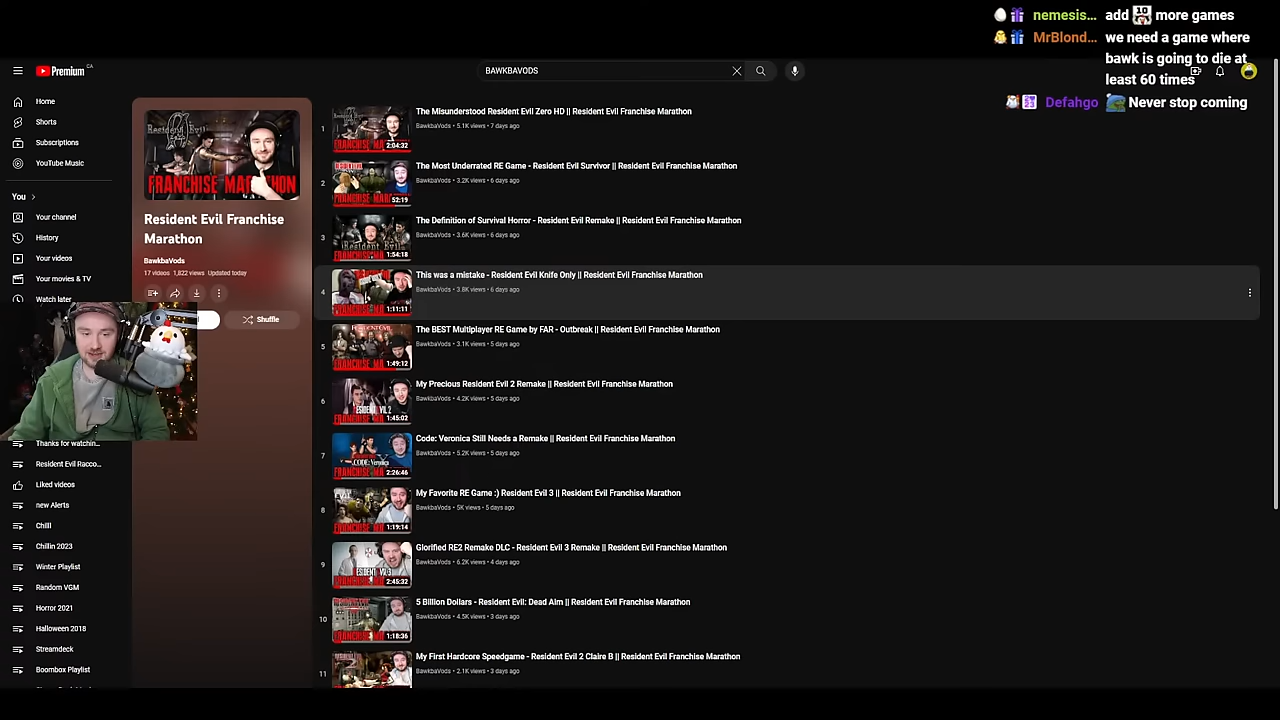 nemesis... add more games
MrBlond... we need a game where
bawk is going to die at
least 60 times
Defahgo Never stop coming
Premium CA
BAWKBAVODS
Home
Shorts
Subscriptions
YouTube Music
You
Your channel
History
Your videos
Your movies & TV
Watch later
Thanks for watchin...
Resident Evil Racco...
Liked videos
new Alerts
Chilll
Chillin 2023
Winter Playlist
Random VGM
Horror 2021
Halloween 2018
Streamdeck
Boombox Playlist
FRANCHISE MARATHON
Resident Evil Franchise
Marathon
BawkbaVods
17 videos 1,822 views Updated today
Shuffle
1
The Misunderstood Resident Evil Zero HD || Resident Evil Franchise Marathon
BawkbaVods • 5.1K views • 7 days ago
2:04:32
2
The Most Underrated RE Game - Resident Evil Survivor || Resident Evil Franchise Marathon
BawkbaVods • 3.2K views • 6 days ago
52:19
3
The Definition of Survival Horror - Resident Evil Remake || Resident Evil Franchise Marathon
BawkbaVods • 3.6K views • 6 days ago
1:54:18
4
This was a mistake - Resident Evil Knife Only || Resident Evil Franchise Marathon
BawkbaVods • 3.8K views • 6 days ago
1:11:11
5
The BEST Multiplayer RE Game by FAR - Outbreak || Resident Evil Franchise Marathon
BawkbaVods • 3.1K views • 5 days ago
1:49:12
6
My Precious Resident Evil 2 Remake || Resident Evil Franchise Marathon
BawkbaVods • 4.2K views • 5 days ago
1:45:02
7
Code: Veronica Still Needs a Remake || Resident Evil Franchise Marathon
BawkbaVods • 5.2K views • 5 days ago
2:26:46
8
My Favorite RE Game :) Resident Evil 3 || Resident Evil Franchise Marathon
BawkbaVods • 5K views • 5 days ago
1:19:14
9
Glorified RE2 Remake DLC - Resident Evil 3 Remake || Resident Evil Franchise Marathon
BawkbaVods • 6.2K views • 4 days ago
2:45:32
10
5 Billion Dollars - Resident Evil: Dead Aim || Resident Evil Franchise Marathon
BawkbaVods • 4.5K views • 3 days ago
1:18:36
11
My First Hardcore Speedgame - Resident Evil 2 Claire B || Resident Evil Franchise Marathon
BawkbaVods • 2.1K views • 3 days ago